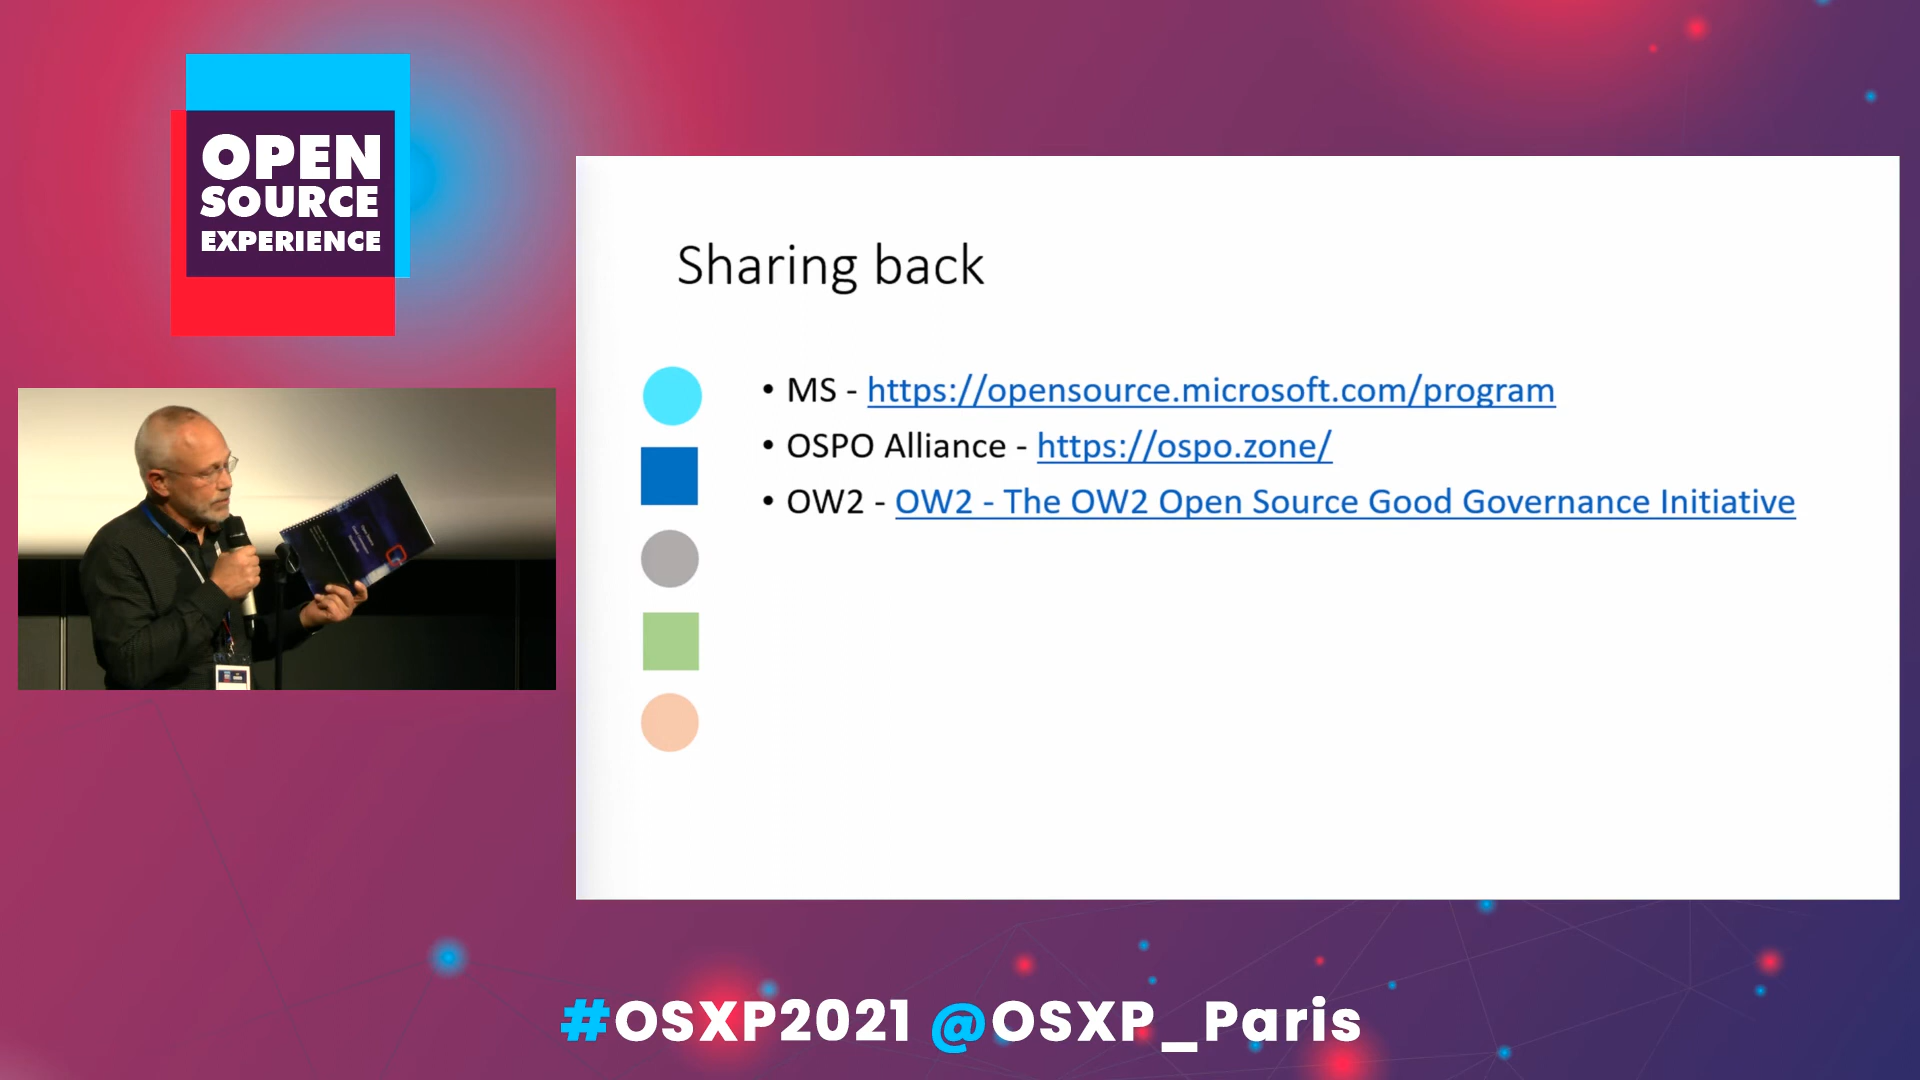 OPEN
SOURCE
EXPERIENCE
Sharing back
• MS - https://opensource.microsoft.com/program
• OSPO Alliance - https://ospo.zone/
• OW2 - OW2 - The OW2 Open Source Good Governance Initiative
#OSXP2021 @OSXP_Paris